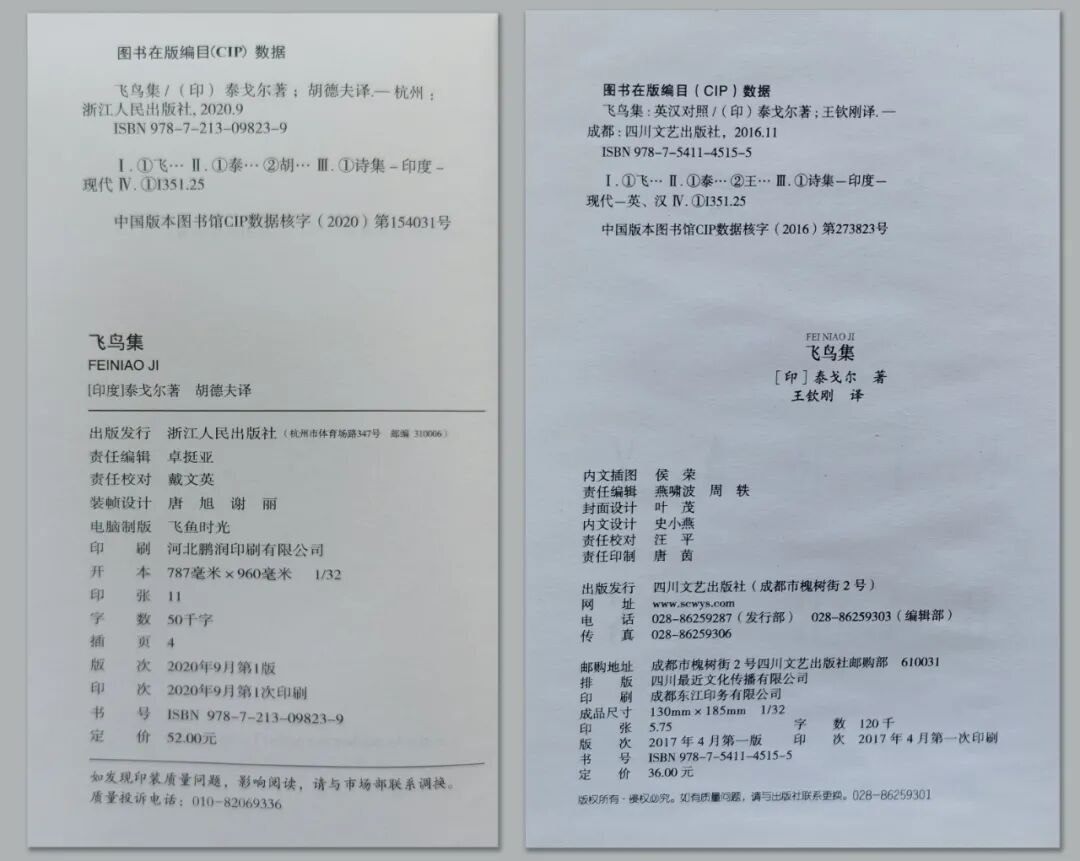 图书在版编目(CIP) 数据
飞鸟集 / （印） 泰戈尔著 ; 胡德夫译. — 杭州 :
浙江人民出版社, 2020.9
ISBN 978-7-213-09823-9
Ⅰ. ①飞… Ⅱ. ①泰… ②胡… Ⅲ. ①诗集 – 印度 –
现代 Ⅳ. ①I351.25
中国版本图书馆CIP数据核字（2020）第154031号
飞鸟集
FEINIAO JI
[印度]泰戈尔著 胡德夫译
出版发行 浙江人民出版社（杭州市体育场路347号 邮编 310006）
责任编辑 卓挺亚
责任校对 戴文英
装帧设计 唐 旭 谢 丽
电脑制版 飞鱼时光
印 刷 河北鹏润印刷有限公司
开 本 787毫米 × 960毫米 1/32
印 张 11
字 数 50千字
插 页 4
版 次 2020年9月第1版
印 次 2020年9月第1次印刷
书 号 ISBN 978-7-213-09823-9
定 价 52.00元
如发现印装质量问题，影响阅读，请与市场部联系调换。
质量投诉电话：010-82069336
图书在版编目（CIP）数据
飞鸟集 : 英汉对照 /（印）泰戈尔著 ; 王钦刚译. —
成都 : 四川文艺出版社，2016.11
ISBN 978-7-5411-4515-5
Ⅰ. ①飞… Ⅱ. ①泰… ②王… Ⅲ. ①诗集—印度—
现代—英、汉 Ⅳ. ①I351.25
中国版本图书馆CIP数据核字（2016）第273823号
FEI NIAO JI
飞鸟集
［印］泰戈尔 著
王钦刚 译
内文插图 侯 荣
责任编辑 燕啸波 周 轶
封面设计 叶 茂
内文设计 史小燕
责任校对 汪 平
责任印制 唐 茵
出版发行 四川文艺出版社（成都市槐树街2号）
网 址 www.scwys.com
电 话 028-86259287（发行部） 028-86259303（编辑部）
传 真 028-86259306
邮购地址 成都市槐树街2号四川文艺出版社邮购部 610031
排 版 四川最近文化传播有限公司
印 刷 成都东江印务有限公司
成品尺寸 130mm × 185mm 1/32
印 张 5.75 字 数 120千
版 次 2017年4月第一版 印 次 2017年4月第一次印刷
书 号 ISBN 978-7-5411-4515-5
定 价 36.00元
版权所有·侵权必究。如有质量问题，请与出版社联系更换。028-86259301